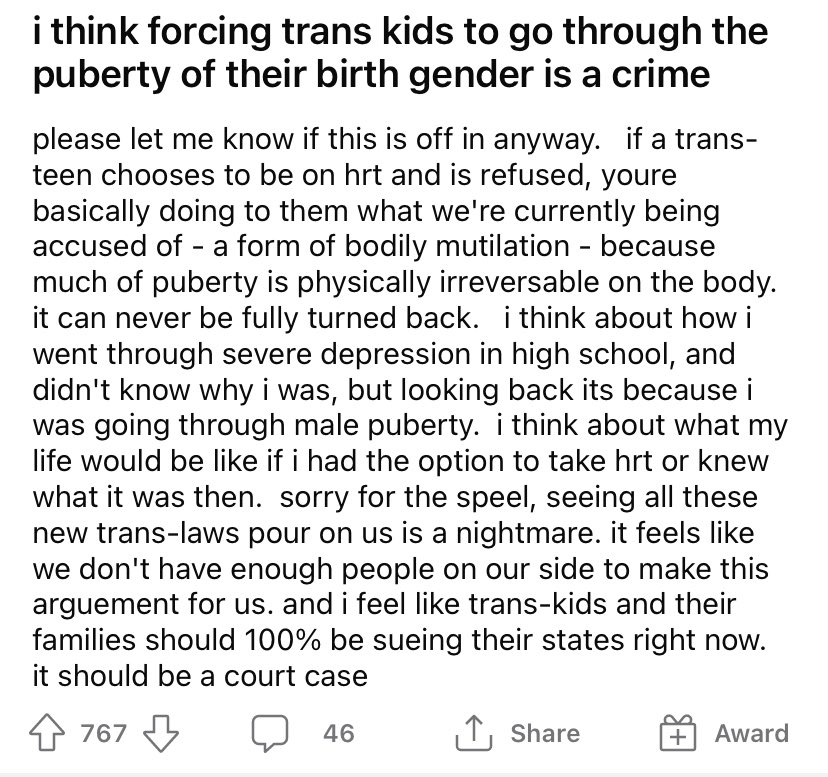 i think forcing trans kids to go through the
puberty of their birth gender is a crime
please let me know if this is off in anyway. if a trans-
teen chooses to be on hrt and is refused, youre
basically doing to them what we're currently being
accused of - a form of bodily mutilation - because
much of puberty is physically irreversable on the body.
it can never be fully turned back. i think about how i
went through severe depression in high school, and
didn't know why i was, but looking back its because i
was going through male puberty. i think about what my
life would be like if i had the option to take hrt or knew
what it was then. sorry for the speel, seeing all these
new trans-laws pour on us is a nightmare. it feels like
we don't have enough people on our side to make this
arguement for us. and i feel like trans-kids and their
families should 100% be sueing their states right now.
it should be a court case
767 46 Share Award